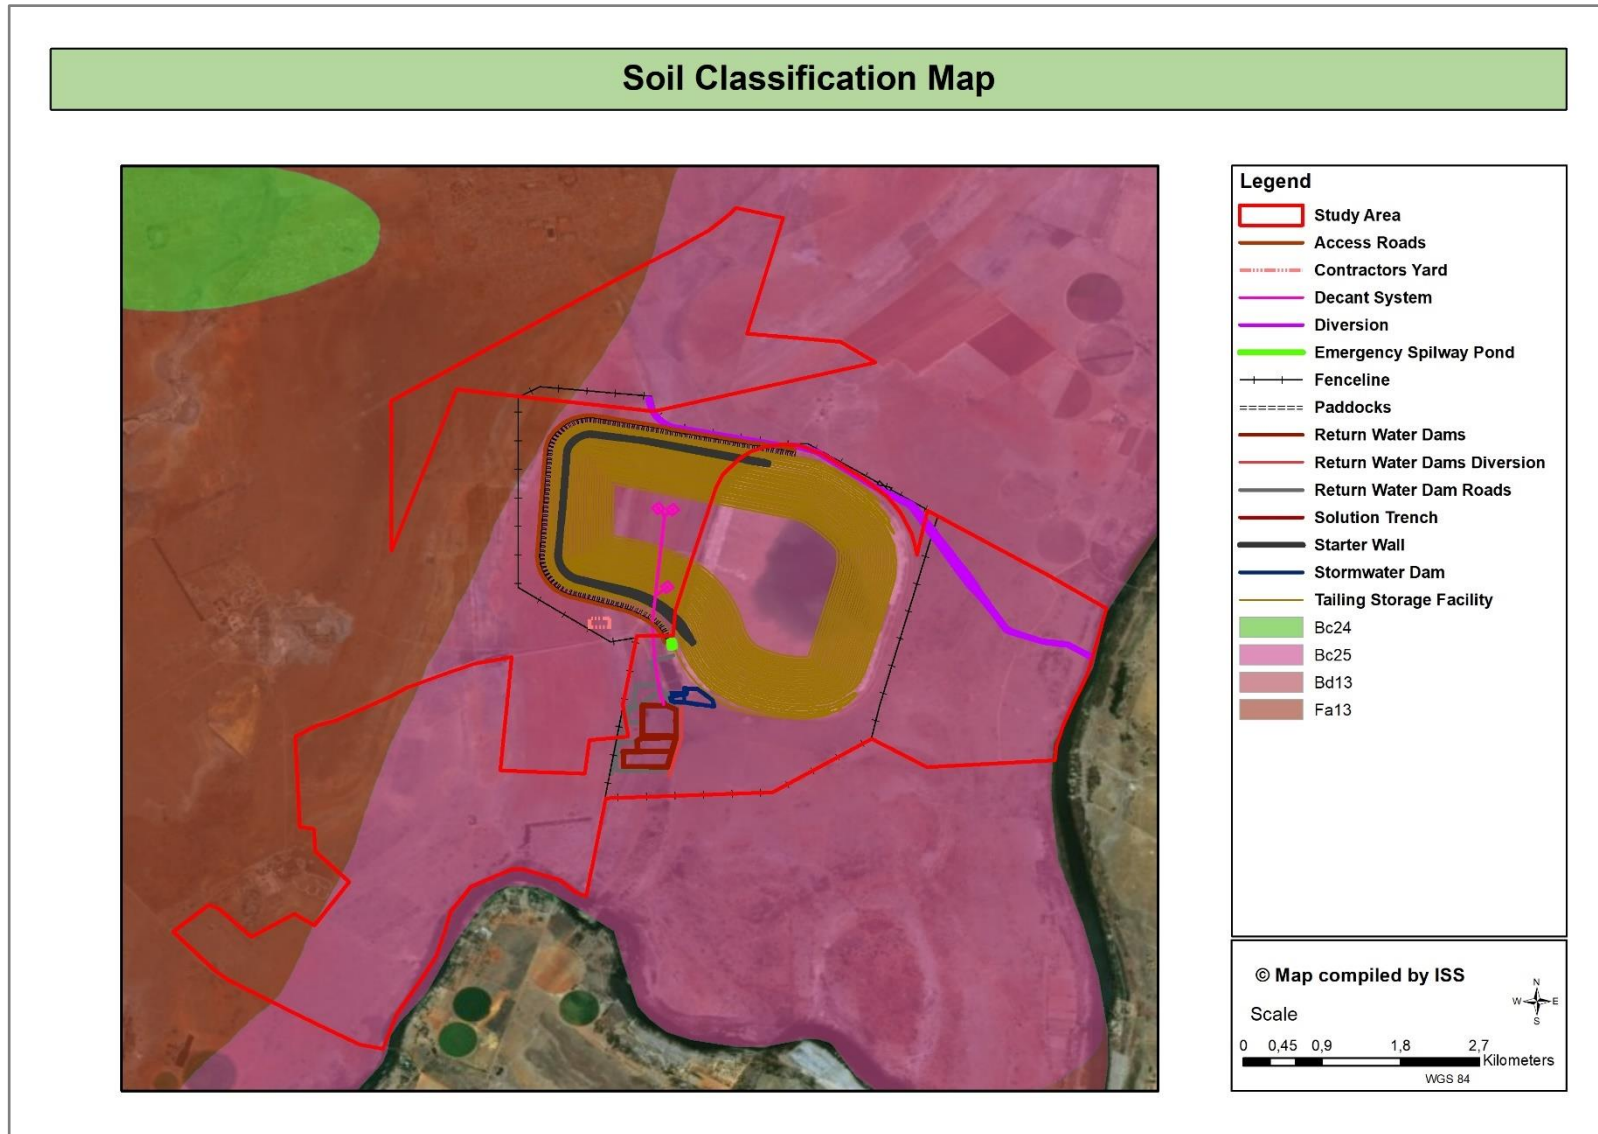 Soil Classification Map
Legend
Study Area
Access Roads
Contractors Yard
Decant System
Diversion
Emergency Spilway Pond
Fenceline
Paddocks
Return Water Dams
Return Water Dams Diversion
Return Water Dam Roads
Solution Trench
Starter Wall
Stormwater Dam
Tailing Storage Facility
Bc24
Bc25
Bd13
Fa13
© Map compiled by ISS
N
W E
S
Scale
0 0,45 0,9 1,8 2,7
Kilometers
WGS 84